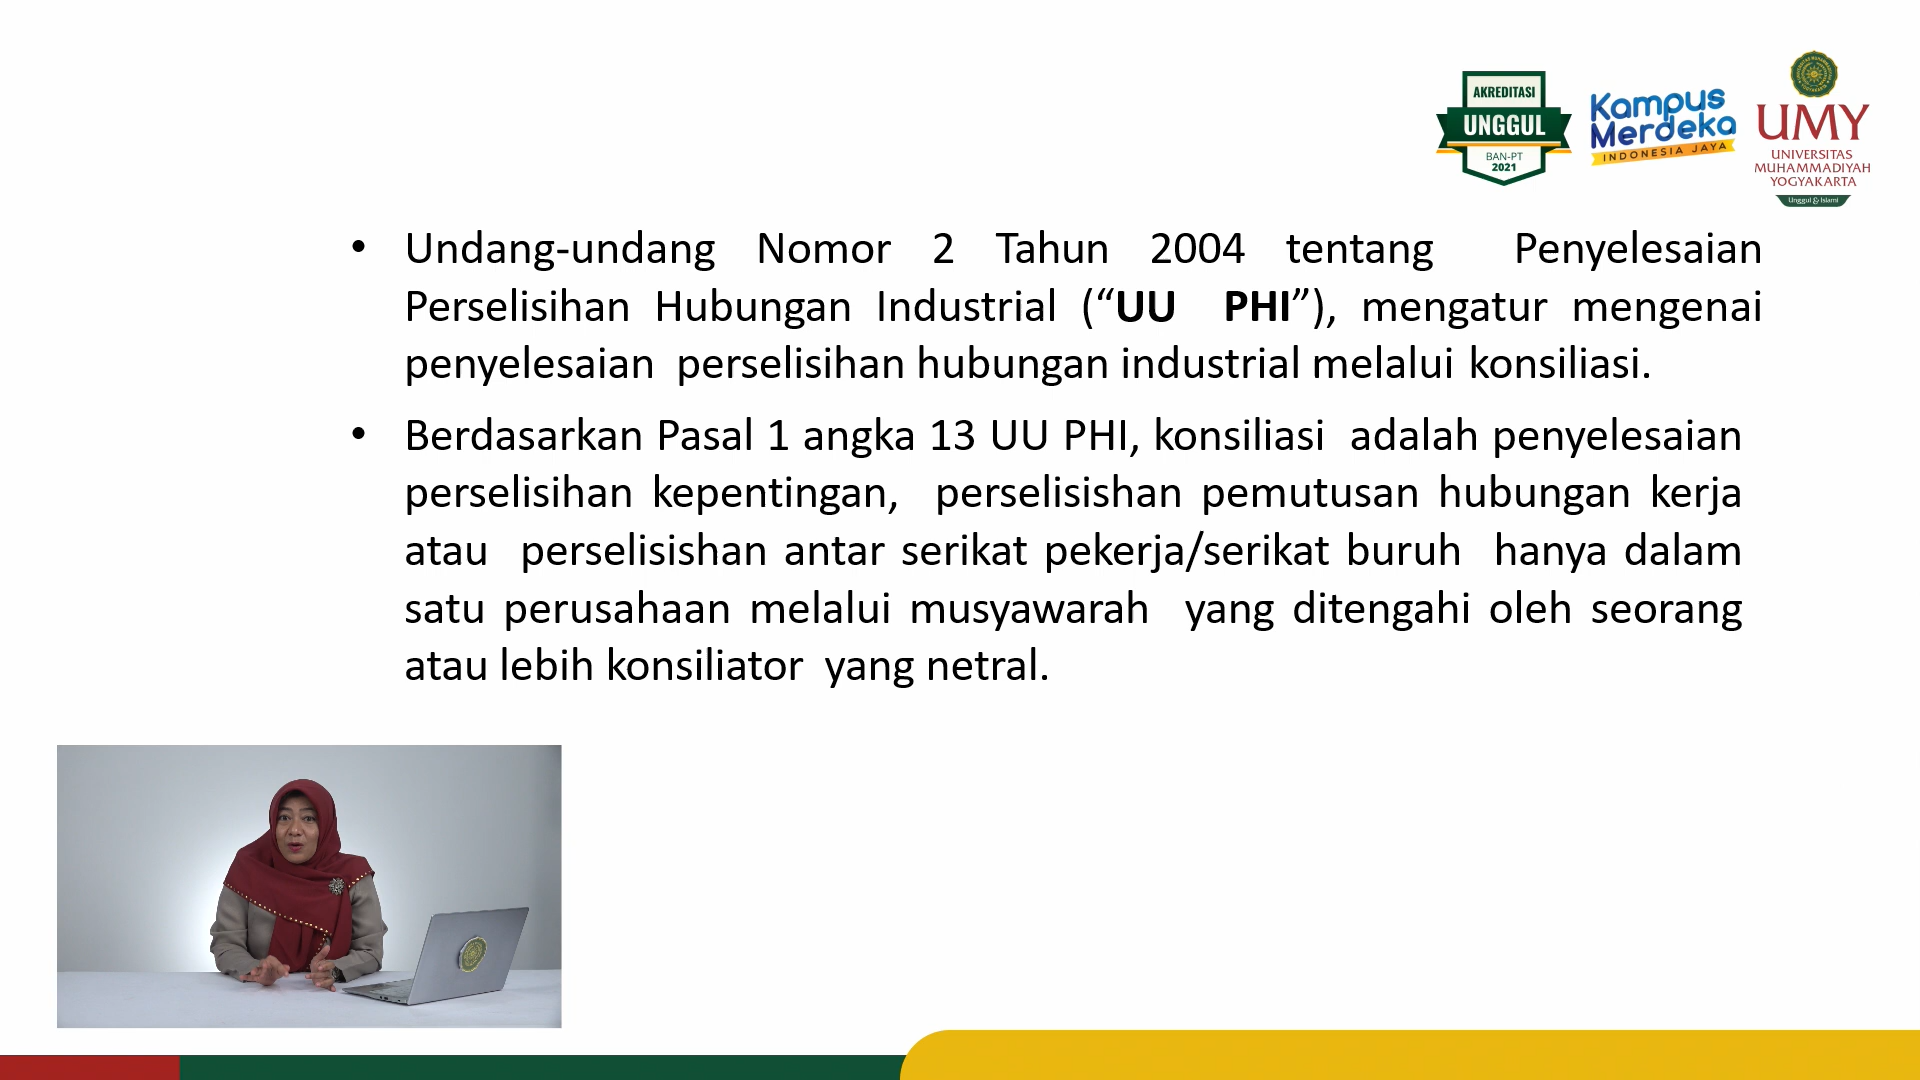 AKREDITASI
UNGGUL
BAN-PT
2021
Kampus
Merdeka
INDONESIA JAYA
UMY
UNIVERSITAS
MUHAMMADIYAH
YOGYAKARTA
Unggul & Islami
• Undang-undang Nomor 2 Tahun 2004 tentang Penyelesaian
Perselisihan Hubungan Industrial (“UU PHI”), mengatur mengenai
penyelesaian perselisihan hubungan industrial melalui konsiliasi.
• Berdasarkan Pasal 1 angka 13 UU PHI, konsiliasi adalah penyelesaian
perselisihan kepentingan, perselisishan pemutusan hubungan kerja
atau perselisishan antar serikat pekerja/serikat buruh hanya dalam
satu perusahaan melalui musyawarah yang ditengahi oleh seorang
atau lebih konsiliator yang netral.